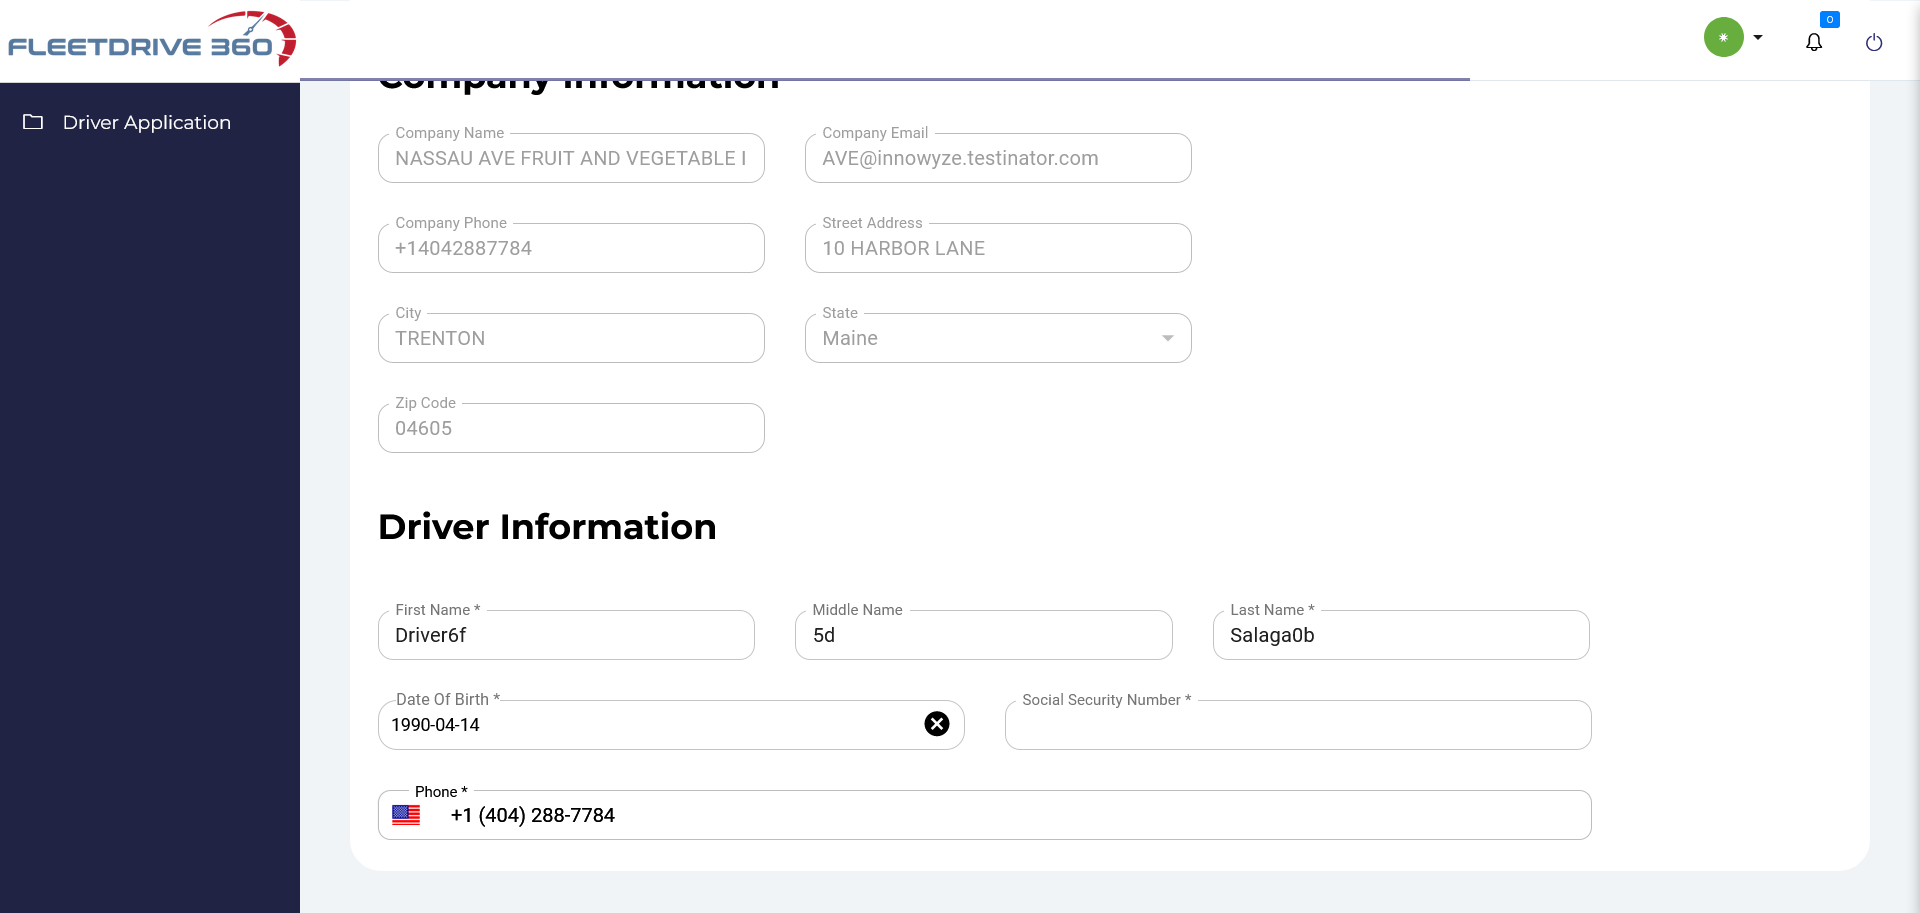 FLEETDRIVE 360
0
Driver Application
Company Information
Company Name
NASSAU AVE FRUIT AND VEGETABLE I
Company Email
AVE@innowyze.testinator.com
Company Phone
+14042887784
Street Address
10 HARBOR LANE
City
TRENTON
State
Maine
Zip Code
04605
Driver Information
First Name *
Driver6f
Middle Name
5d
Last Name *
Salaga0b
Date Of Birth *
1990-04-14
Social Security Number *
Phone *
+1 (404) 288-7784